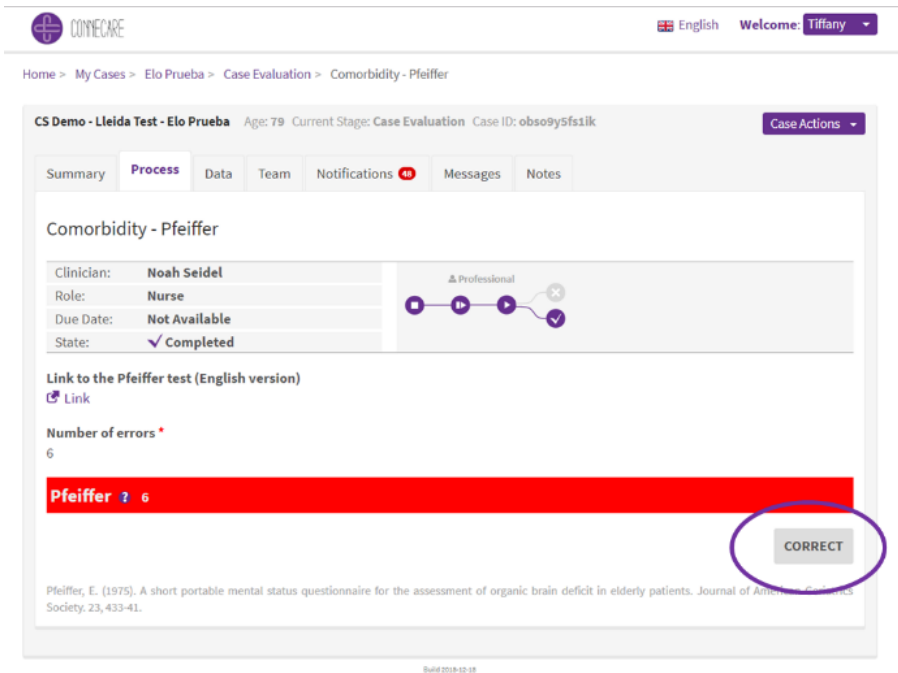 CONNECARE
English Welcome: Tiffany
Home > My Cases > Elo Prueba > Case Evaluation > Comorbidity - Pfeiffer
CS Demo - Lleida Test - Elo Prueba Age: 79 Current Stage: Case Evaluation Case ID: obso9y5fs1ik
Case Actions
Summary Process Data Team Notifications 48 Messages Notes
Comorbidity - Pfeiffer
Clinician: Noah Seidel
Role: Nurse
Due Date: Not Available
State: Completed
Professional
Link to the Pfeiffer test (English version)
Link
Number of errors *
6
Pfeiffer ? 6
CORRECT
Pfeiffer, E. (1975). A short portable mental status questionnaire for the assessment of organic brain deficit in elderly patients. Journal of American Geriatrics
Society. 23, 433-41.
Build 2018-12-18